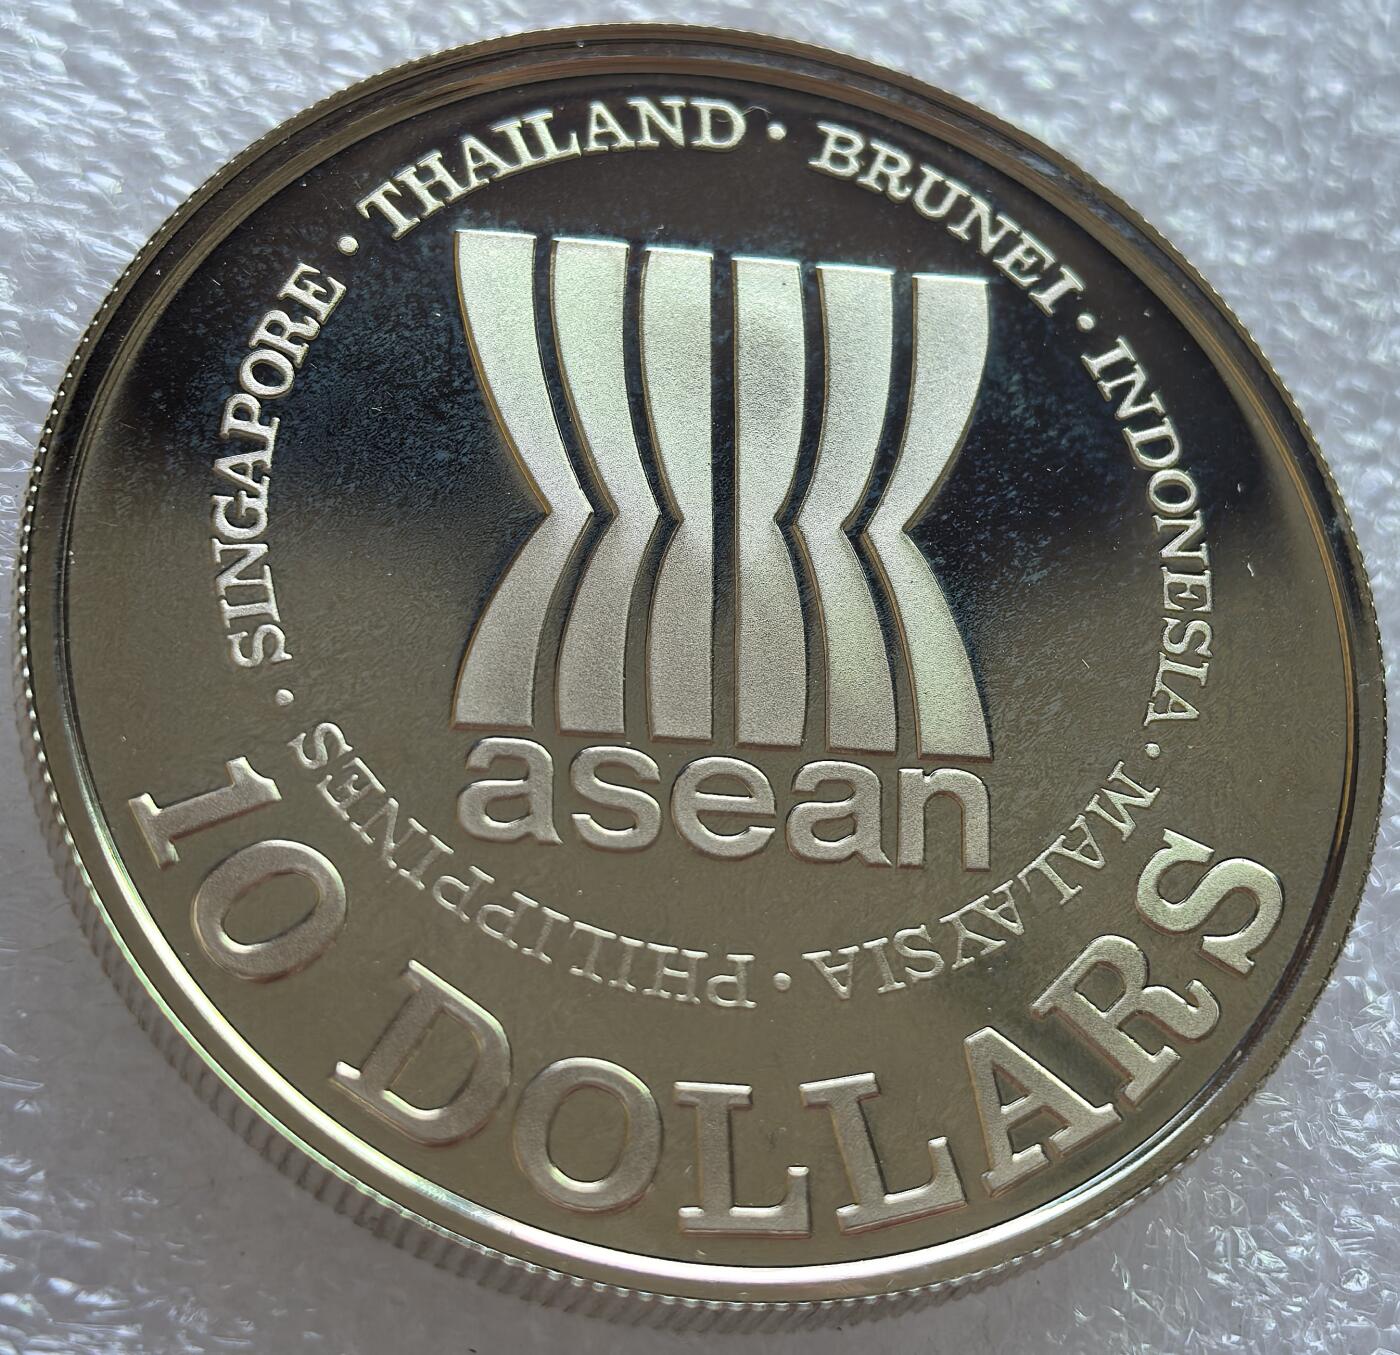 SINGAPORE · THAILAND · BRUNEI · INDONESIA · MALAYSIA · PHILIPPINES ·
asean
10 DOLLARS